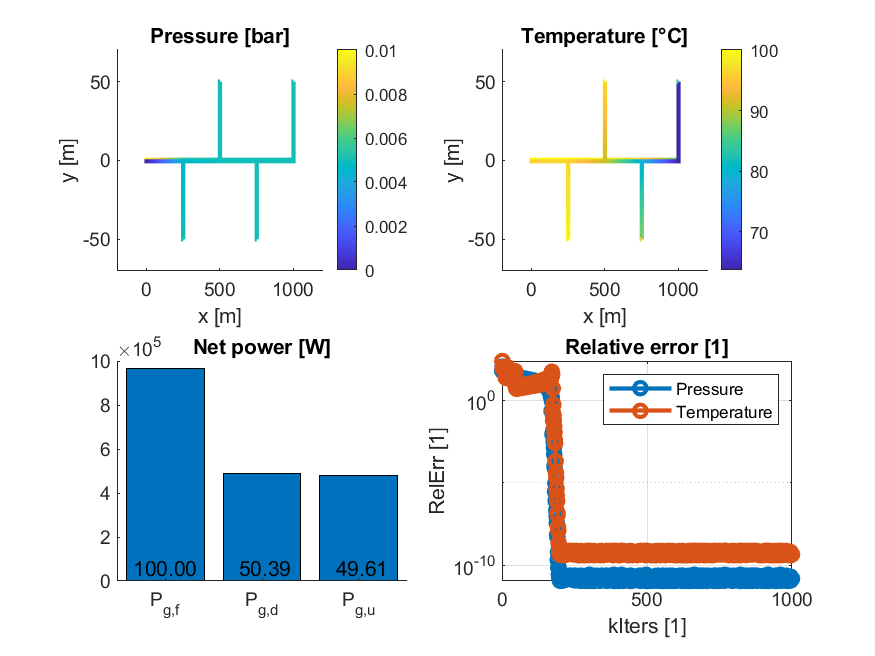 Pressure [bar]
50
0
-50
y [m]
0
500
1000
x [m]
0.01
0.008
0.006
0.004
0.002
0
Temperature [°C]
50
0
-50
y [m]
0
500
1000
x [m]
100
90
80
70
×10^5
Net power [W]
10
8
6
4
2
0
100.00
50.39
49.61
P_g,f
P_g,d
P_g,u
Relative error [1]
Pressure
Temperature
10^0
10^-10
RelErr [1]
0
500
1000
kIters [1]